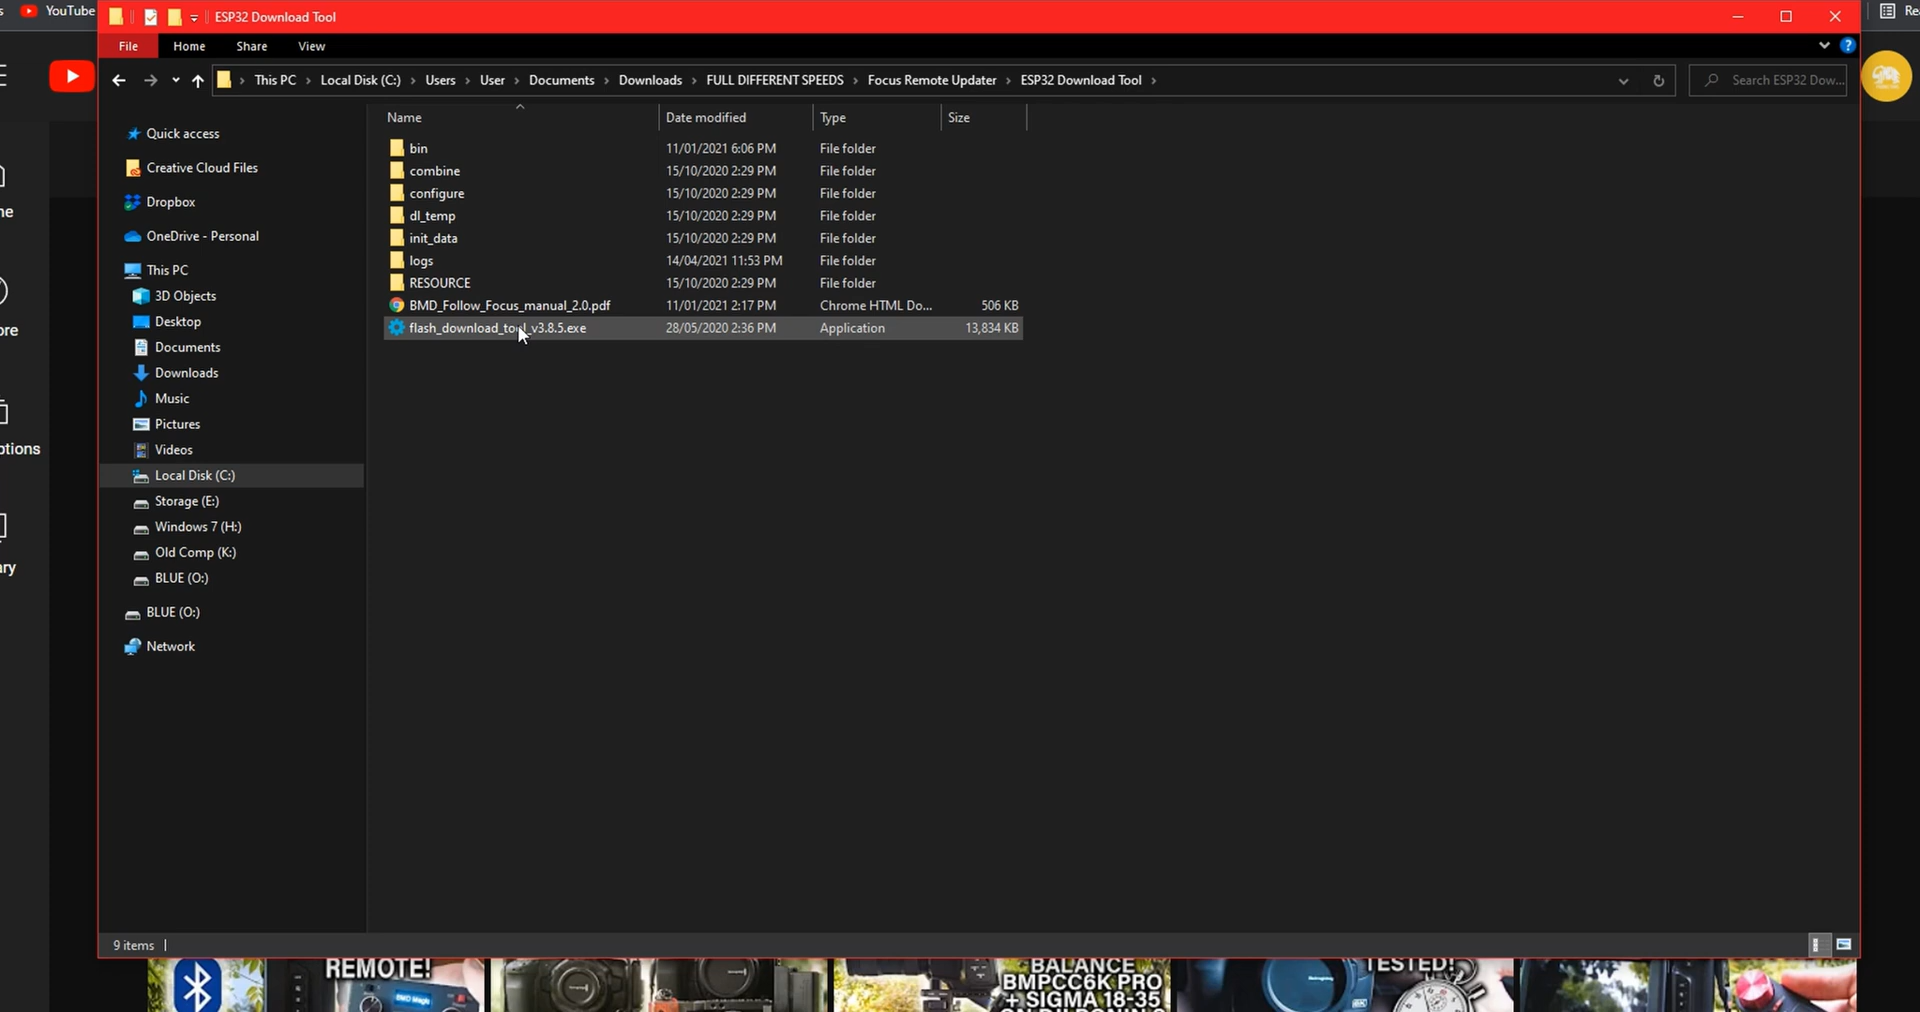 s YouTube ESP32 Download Tool Re
File Home Share View
This PC Local Disk (C:) Users User Documents Downloads FULL DIFFERENT SPEEDS Focus Remote Updater ESP32 Download Tool Search ESP32 Dow...
Name Date modified Type Size
Quick access
Creative Cloud Files
Dropbox
OneDrive - Personal
This PC
3D Objects
Desktop
Documents
Downloads
Music
Pictures
Videos
Local Disk (C:)
Storage (E:)
Windows 7 (H:)
Old Comp (K:)
BLUE (O:)
BLUE (O:)
Network
bin 11/01/2021 6:06 PM File folder
combine 15/10/2020 2:29 PM File folder
configure 15/10/2020 2:29 PM File folder
dl_temp 15/10/2020 2:29 PM File folder
init_data 15/10/2020 2:29 PM File folder
logs 14/04/2021 11:53 PM File folder
RESOURCE 15/10/2020 2:29 PM File folder
BMD_Follow_Focus_manual_2.0.pdf 11/01/2021 2:17 PM Chrome HTML Do... 506 KB
flash_download_tool_v3.8.5.exe 28/05/2020 2:36 PM Application 13,834 KB
ne
ore
ptions
ary
9 items
REMOTE!
BMD Magic
BALANCE
BMPCC6K PRO
+ SIGMA 18-35
TESTED!